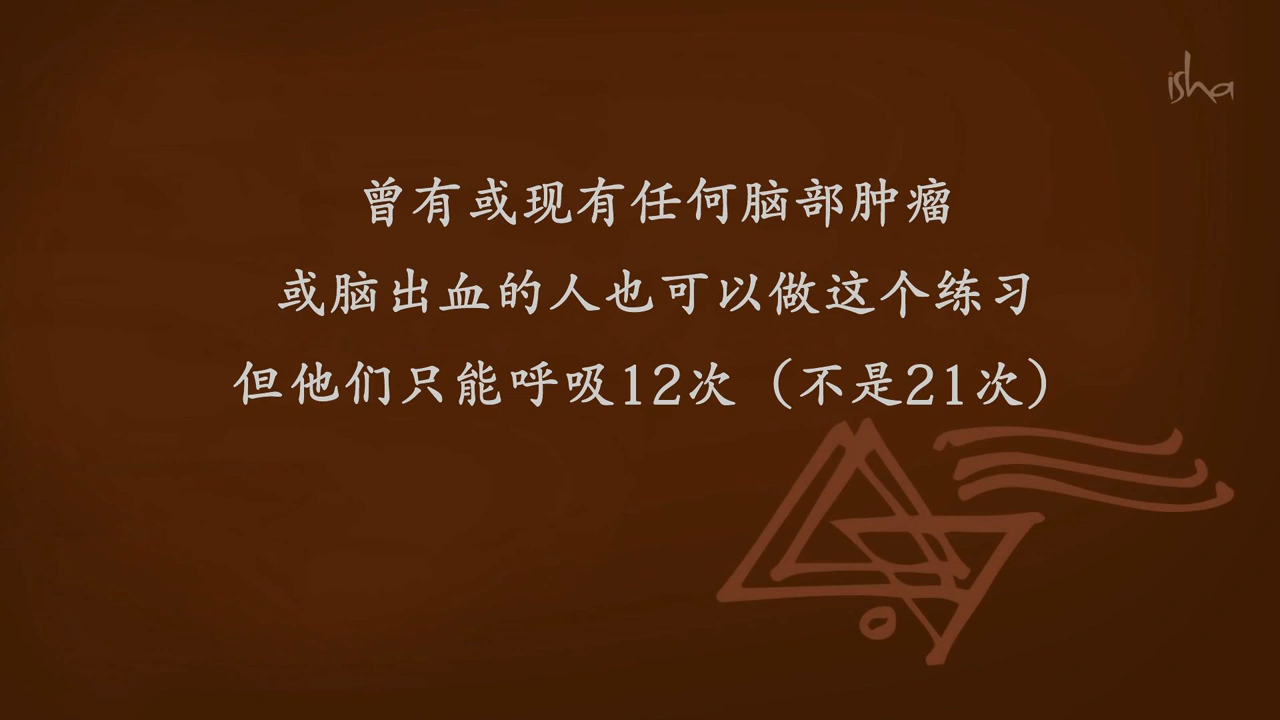 isha
曾有或现有任何脑部肿瘤
或脑出血的人也可以做这个练习
但他们只能呼吸12次（不是21次）